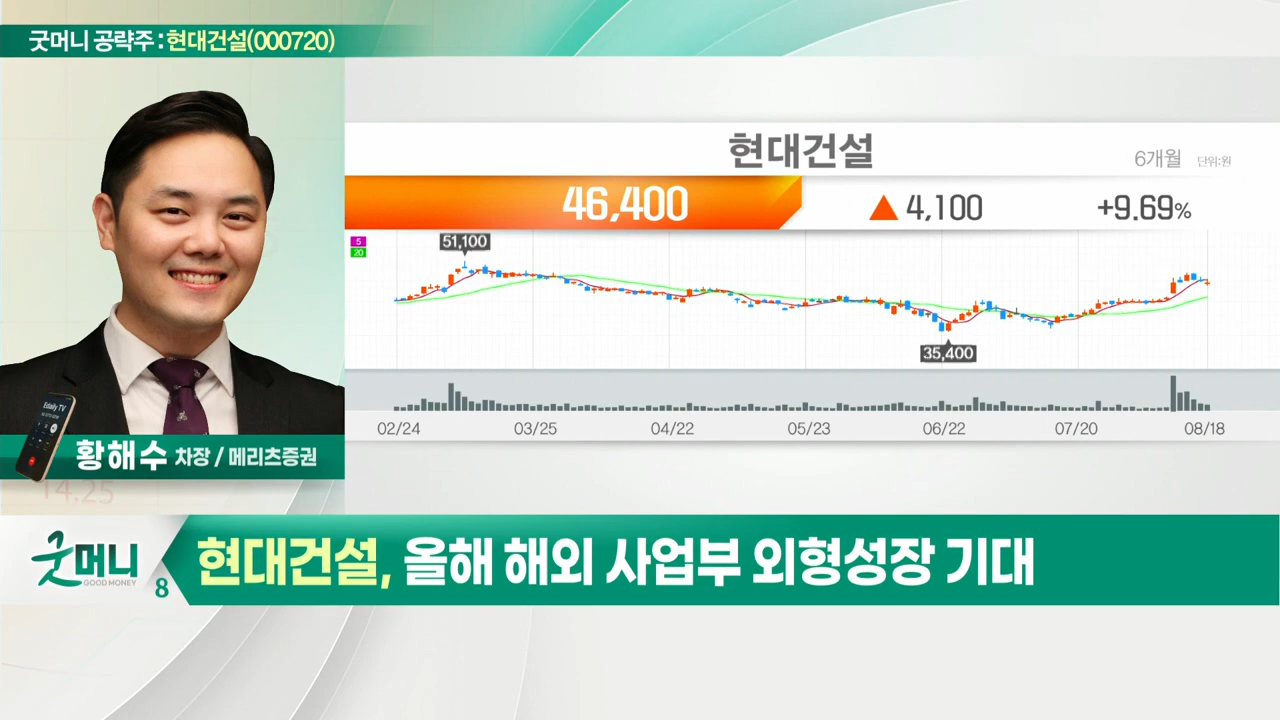 굿머니 공략주 : 현대건설(000720)
현대건설
6개월 단위:원
46,400 ▲ 4,100 +9.69%
5
20
51,100
35,400
02/24 03/25 04/22 05/23 06/22 07/20 08/18
Edaily TV
황해수 차장 / 메리츠증권
14.25
굿머니
GOOD MONEY
8
현대건설, 올해 해외 사업부 외형성장 기대